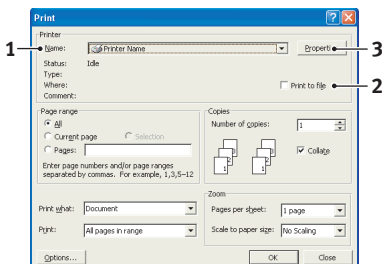 Print
Printer
1 Name: Printer Name Properti 3
Status: Idle
Type:
Where: Print to file 2
Comment:
Page range
All
Current page Selection
Pages:
Enter page numbers and/or page ranges
separated by commas. For example, 1,3,5–12
Copies
Number of copies: 1
Collate
Print what: Document
Print: All pages in range
Zoom
Pages per sheet: 1 page
Scale to paper size: No Scaling
Options... OK Close